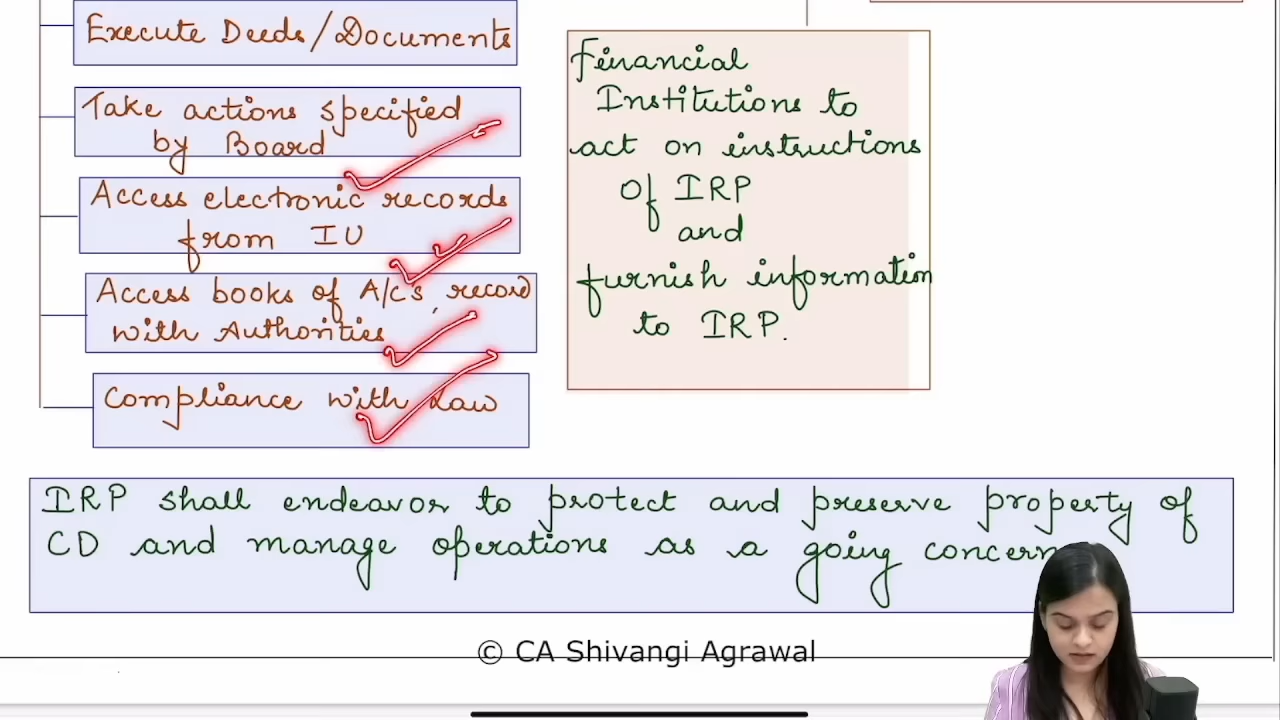 Execute Deeds/Documents
Take actions specified
by Board
Access electronic records
from IU
Access books of A/cs, record
with Authorities
Compliance with Law
Financial
Institutions to
act on instructions
of IRP
and
furnish information
to IRP.
IRP shall endeavor to protect and preserve property of
CD and manage operations as a going concern
© CA Shivangi Agrawal